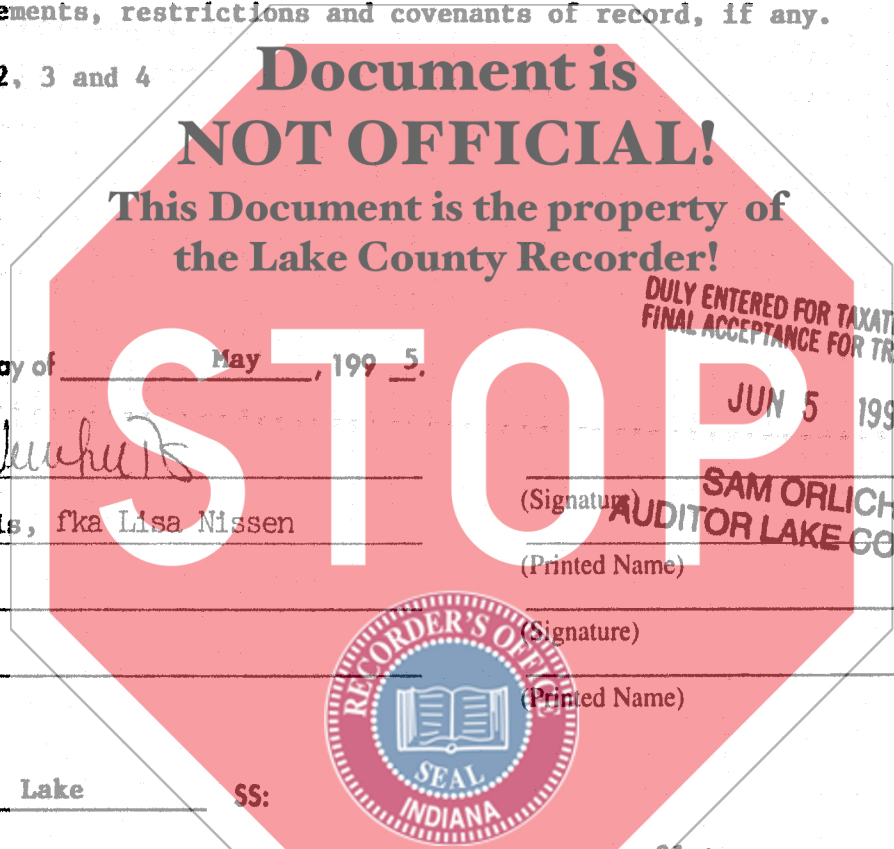 ements, restrictions and covenants of record, if any.
2, 3 and 4
Document is
NOT OFFICIAL!
This Document is the property of
the Lake County Recorder!
DULY ENTERED FOR TAXATI
FINAL ACCEPTANCE FOR TR
ay of May , 199 5.
STOP
JUN 5 199
SAM ORLICH
AUDITOR LAKE CO
(Signature)
is, fka Lisa Nissen
(Printed Name)
(Signature)
(Printed Name)
RECORDER'S OFFICE
SEAL
INDIANA
Lake SS: